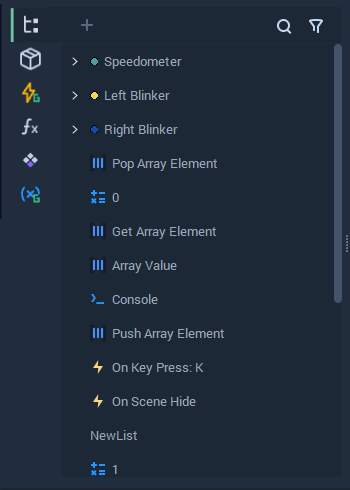 Speedometer
Left Blinker
Right Blinker
Pop Array Element
0
Get Array Element
Array Value
Console
Push Array Element
On Key Press: K
On Scene Hide
NewList
1